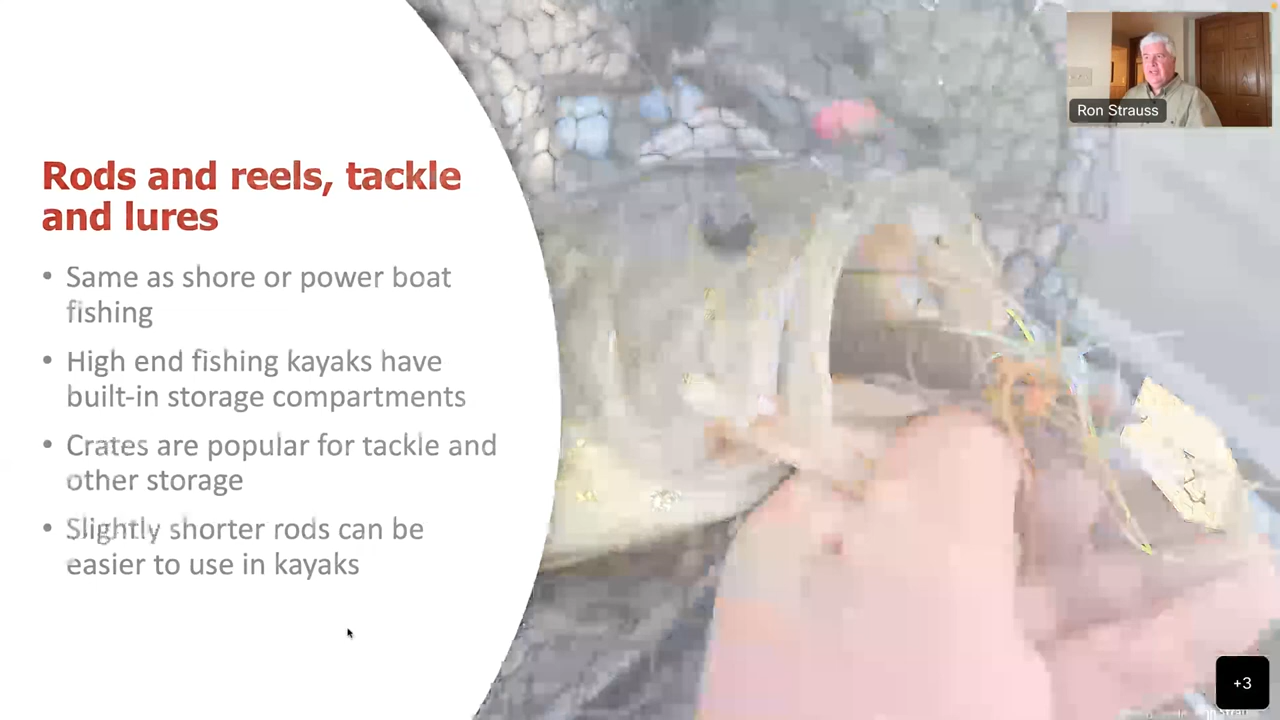 Ron Strauss
Rods and reels, tackle
and lures
• Same as shore or power boat
fishing
• High end fishing kayaks have
built-in storage compartments
• Crates are popular for tackle and
other storage
• Slightly shorter rods can be
easier to use in kayaks
+3